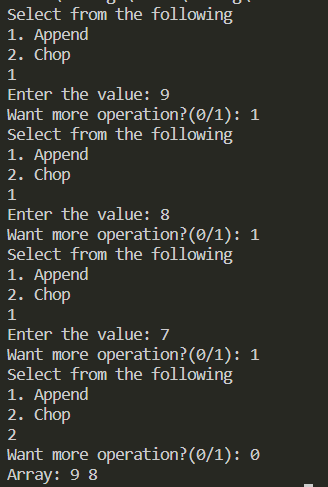 Select from the following
1. Append
2. Chop
1
Enter the value: 9
Want more operation?(0/1): 1
Select from the following
1. Append
2. Chop
1
Enter the value: 8
Want more operation?(0/1): 1
Select from the following
1. Append
2. Chop
1
Enter the value: 7
Want more operation?(0/1): 1
Select from the following
1. Append
2. Chop
2
Want more operation?(0/1): 0
Array: 9 8